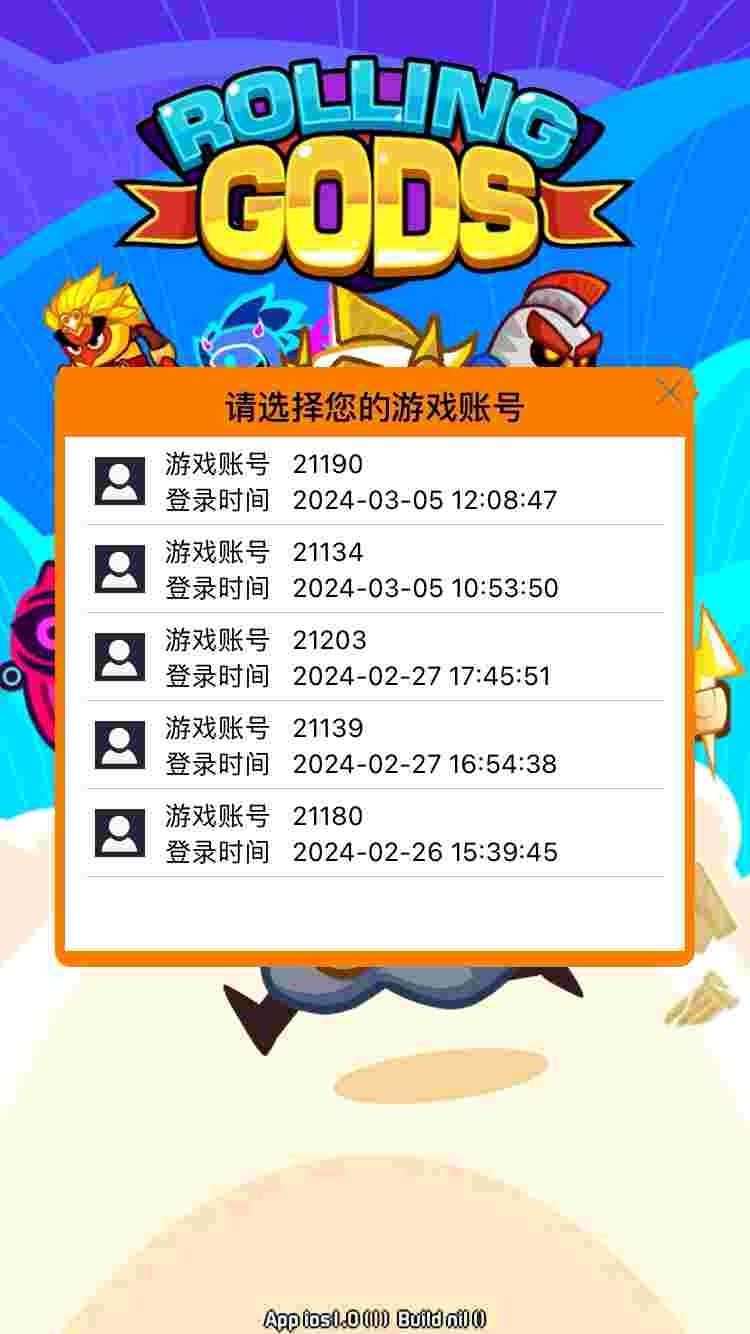 ROLLING
GODS
请选择您的游戏账号
游戏账号 21190
登录时间 2024-03-05 12:08:47
游戏账号 21134
登录时间 2024-03-05 10:53:50
游戏账号 21203
登录时间 2024-02-27 17:45:51
游戏账号 21139
登录时间 2024-02-27 16:54:38
游戏账号 21180
登录时间 2024-02-26 15:39:45
App ios1.0 (1) Build nil ()